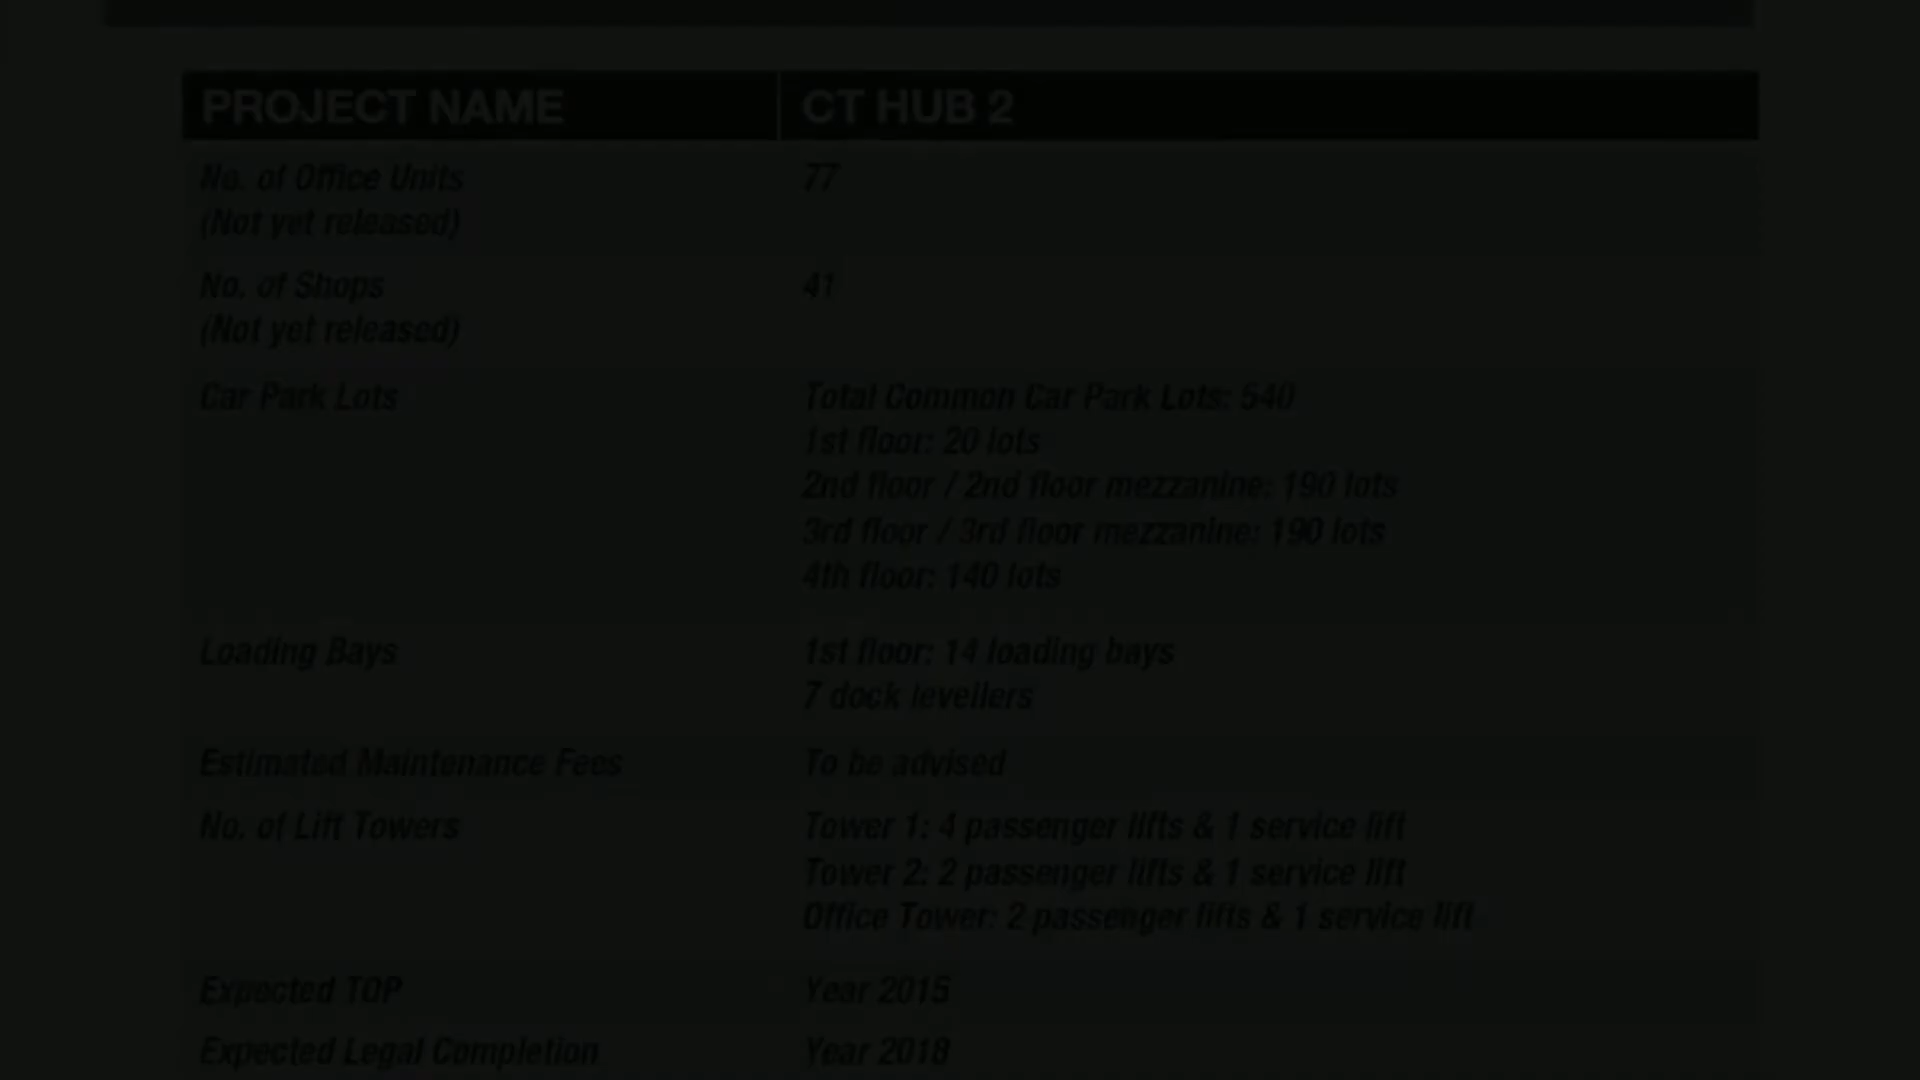 PROJECT NAME CT HUB 2
No. of Office Units 77
(Not yet released)
No. of Shops 41
(Not yet released)
Car Park Lots Total Common Car Park Lots: 540
1st floor: 20 lots
2nd floor / 2nd floor mezzanine: 190 lots
3rd floor / 3rd floor mezzanine: 190 lots
4th floor: 140 lots
Loading Bays 1st floor: 14 loading bays
7 dock levellers
Estimated Maintenance Fees To be advised
No. of Lift Towers Tower 1: 4 passenger lifts & 1 service lift
Tower 2: 2 passenger lifts & 1 service lift
Office Tower: 2 passenger lifts & 1 service lift
Expected TOP Year 2015
Expected Legal Completion Year 2018